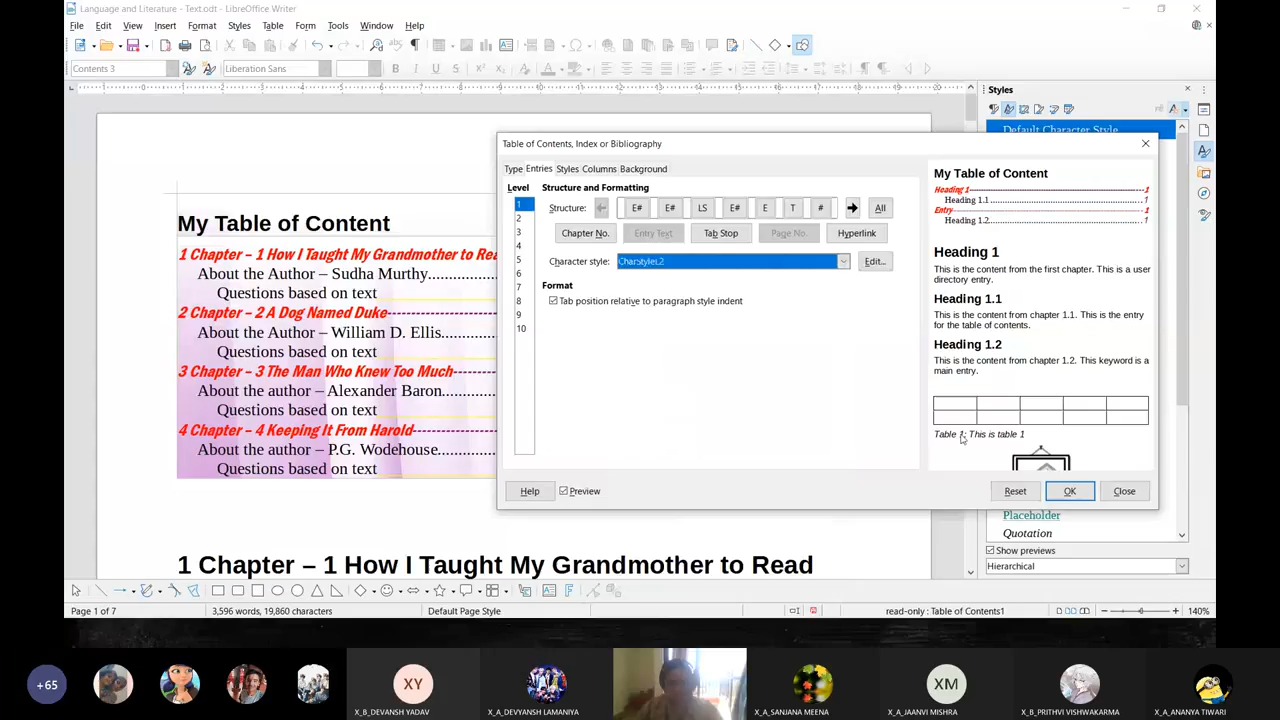 Language and Literature - Text.odt - LibreOffice Writer
File Edit View Insert Format Styles Table Form Tools Window Help
Contents 3
Liberation Sans
Styles
Default Character Style
My Table of Content
1 Chapter – 1 How I Taught My Grandmother to Rea
About the Author – Sudha Murthy
Questions based on text
2 Chapter – 2 A Dog Named Duke
About the Author – William D. Ellis
Questions based on text
3 Chapter – 3 The Man Who Knew Too Much
About the author – Alexander Baron
Questions based on text
4 Chapter – 4 Keeping It From Harold
About the author – P.G. Wodehouse
Questions based on text
1 Chapter – 1 How I Taught My Grandmother to Read
Table of Contents, Index or Bibliography
Type Entries Styles Columns Background
Level
1
2
3
4
5
6
7
8
9
10
Structure and Formatting
Structure: E# E# LS E# E T # All
Chapter No. Entry Text Tab Stop Page No. Hyperlink
Character style: CharStyleL2 Edit...
Format
Tab position relative to paragraph style indent
My Table of Content
Heading 1 1
Heading 1.1 1
Entry 1
Heading 1.2 1
Heading 1
This is the content from the first chapter. This is a user
directory entry.
Heading 1.1
This is the content from chapter 1.1. This is the entry
for the table of contents.
Heading 1.2
This is the content from chapter 1.2. This keyword is a
main entry.
Table 1: This is table 1
Help Preview Reset OK Close
Placeholder
Quotation
Show previews
Hierarchical
Page 1 of 7 3,596 words, 19,860 characters Default Page Style read-only : Table of Contents1 140%
+65
XY
XM
X_B_DEVANSH YADAV X_A_DEVYANSH LAMANIYA X_A_SANJANA MEENA X_A_JAANVI MISHRA X_B_PRITHVI VISHWAKARMA X_A_ANANYA TIWARI